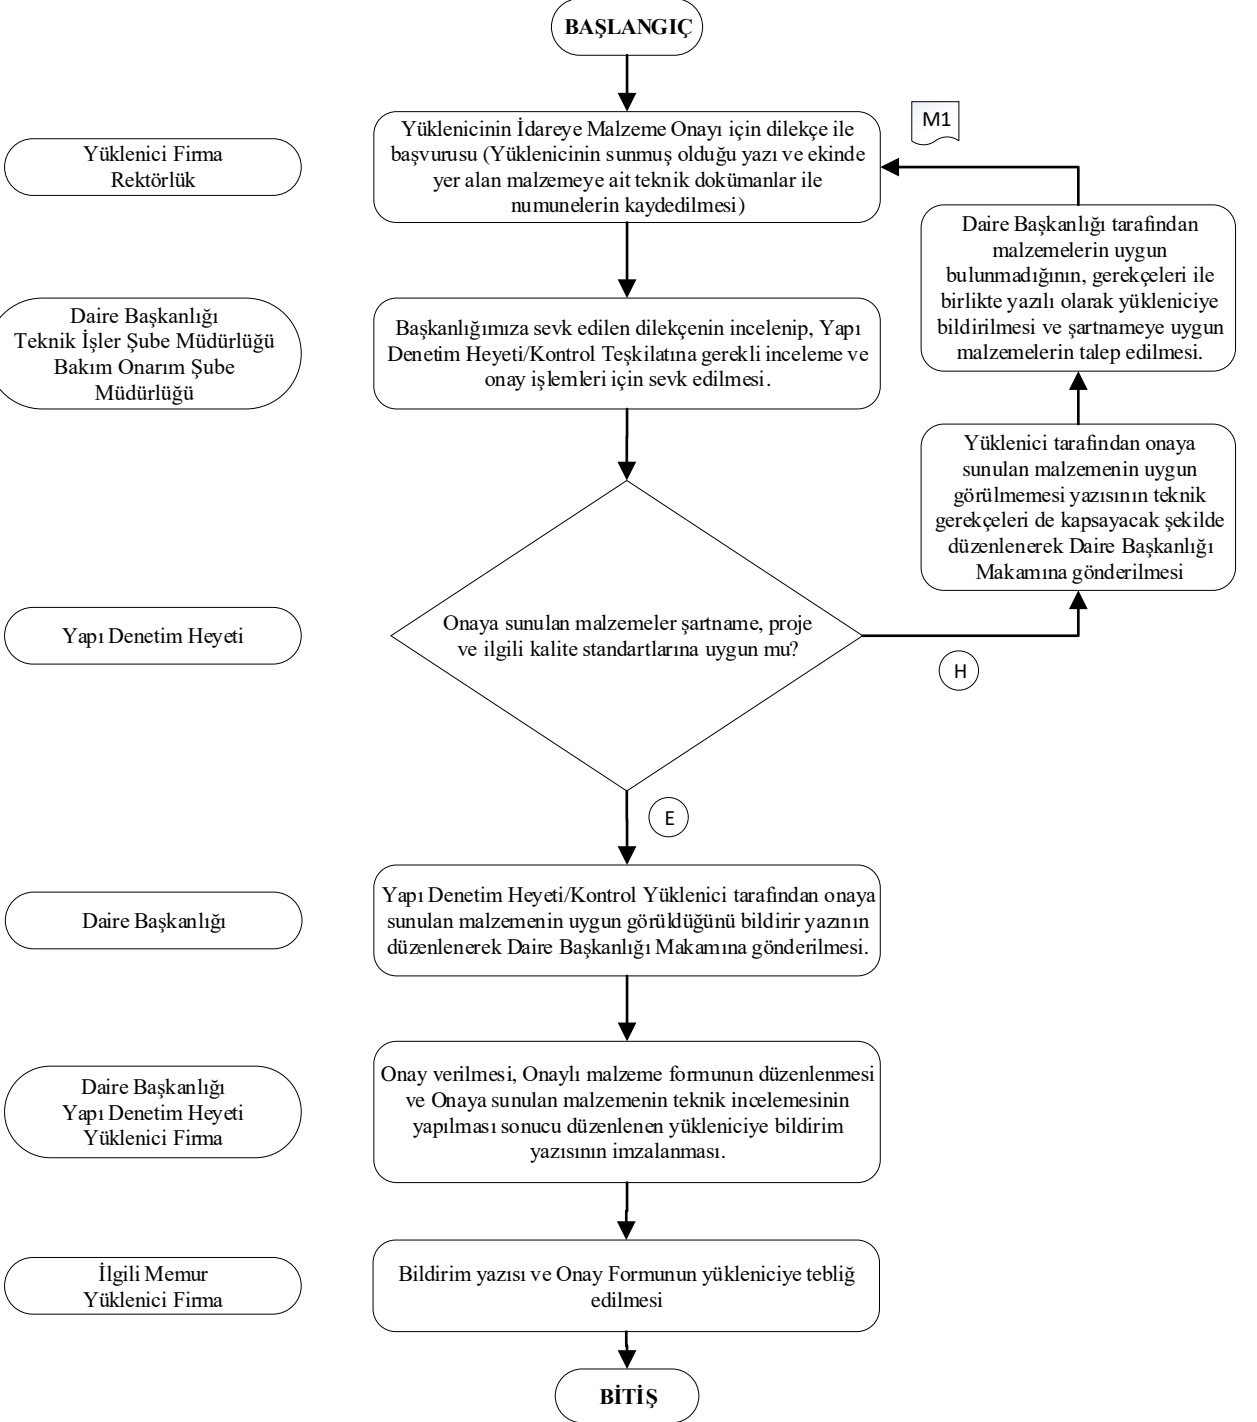 BAŞLANGIÇ
Yüklenici Firma
Rektörlük
Yüklenicinin İdareye Malzeme Onayı için dilekçe ile
başvurusu (Yüklenicinin sunmuş olduğu yazı ve ekinde
yer alan malzemeye ait teknik dokümanlar ile
numunelerin kaydedilmesi)
M1
Daire Başkanlığı tarafından
malzemelerin uygun
bulunmadığının, gerekçeleri ile
birlikte yazılı olarak yükleniciye
bildirilmesi ve şartnameye uygun
malzemelerin talep edilmesi.
Daire Başkanlığı
Teknik İşler Şube Müdürlüğü
Bakım Onarım Şube
Müdürlüğü
Başkanlığımıza sevk edilen dilekçenin incelenip, Yapı
Denetim Heyeti/Kontrol Teşkilatına gerekli inceleme ve
onay işlemleri için sevk edilmesi.
Yüklenici tarafından onaya
sunulan malzemenin uygun
görülmemesi yazısının teknik
gerekçeleri de kapsayacak şekilde
düzenlenerek Daire Başkanlığı
Makamına gönderilmesi
Yapı Denetim Heyeti
Onaya sunulan malzemeler şartname, proje
ve ilgili kalite standartlarına uygun mu?
H
E
Daire Başkanlığı
Yapı Denetim Heyeti/Kontrol Yüklenici tarafından onaya
sunulan malzemenin uygun görüldüğünü bildirir yazının
düzenlenerek Daire Başkanlığı Makamına gönderilmesi.
Daire Başkanlığı
Yapı Denetim Heyeti
Yüklenici Firma
Onay verilmesi, Onaylı malzeme formunun düzenlenmesi
ve Onaya sunulan malzemenin teknik incelemesinin
yapılması sonucu düzenlenen yükleniciye bildirim
yazısının imzalanması.
İlgili Memur
Yüklenici Firma
Bildirim yazısı ve Onay Formunun yükleniciye tebliğ
edilmesi
BİTİŞ